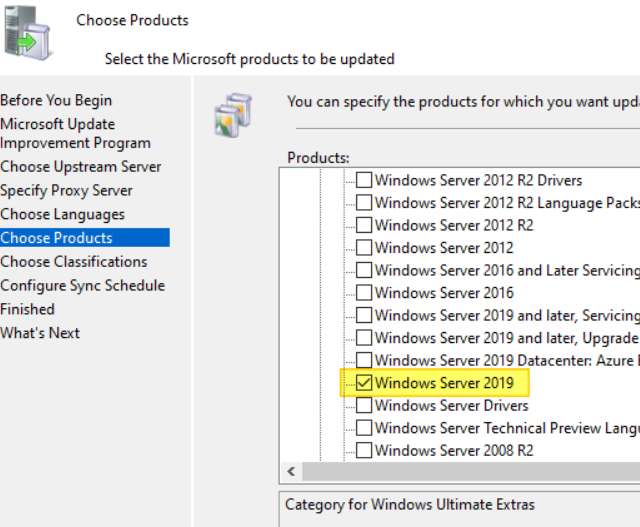 Choose Products
Select the Microsoft products to be updated
Before You Begin
Microsoft Update
Improvement Program
Choose Upstream Server
Specify Proxy Server
Choose Languages
Choose Products
Choose Classifications
Configure Sync Schedule
Finished
What's Next
You can specify the products for which you want upda
Products:
Windows Server 2012 R2 Drivers
Windows Server 2012 R2 Language Packs
Windows Server 2012 R2
Windows Server 2012
Windows Server 2016 and Later Servicing
Windows Server 2016
Windows Server 2019 and later, Servicing
Windows Server 2019 and later, Upgrade
Windows Server 2019 Datacenter: Azure E
Windows Server 2019
Windows Server Drivers
Windows Server Technical Preview Langu
Windows Server 2008 R2
Category for Windows Ultimate Extras